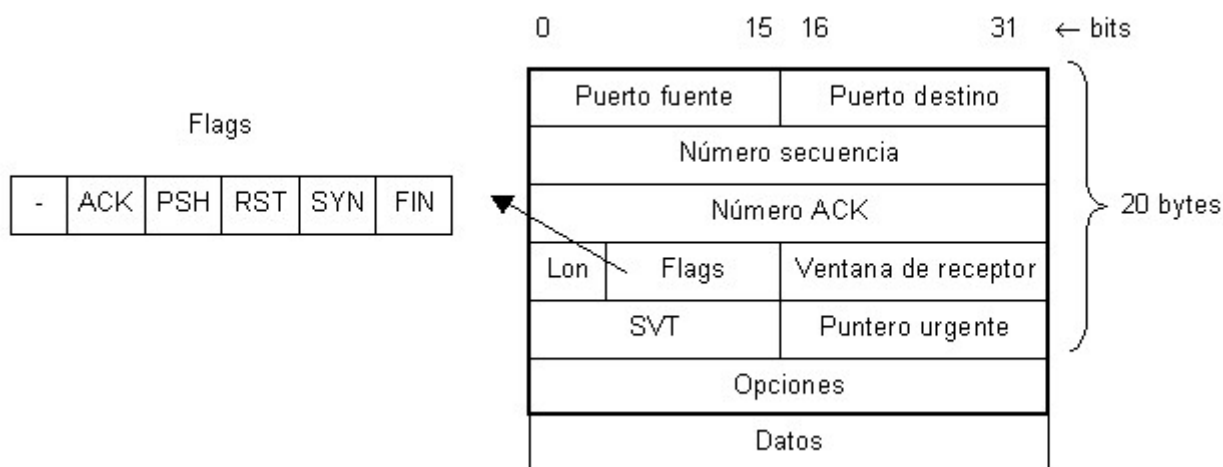 0 15 16 31 ← bits
Puerto fuente Puerto destino
Flags
Número secuencia
- ACK PSH RST SYN FIN
Número ACK
20 bytes
Lon Flags Ventana de receptor
SVT Puntero urgente
Opciones
Datos